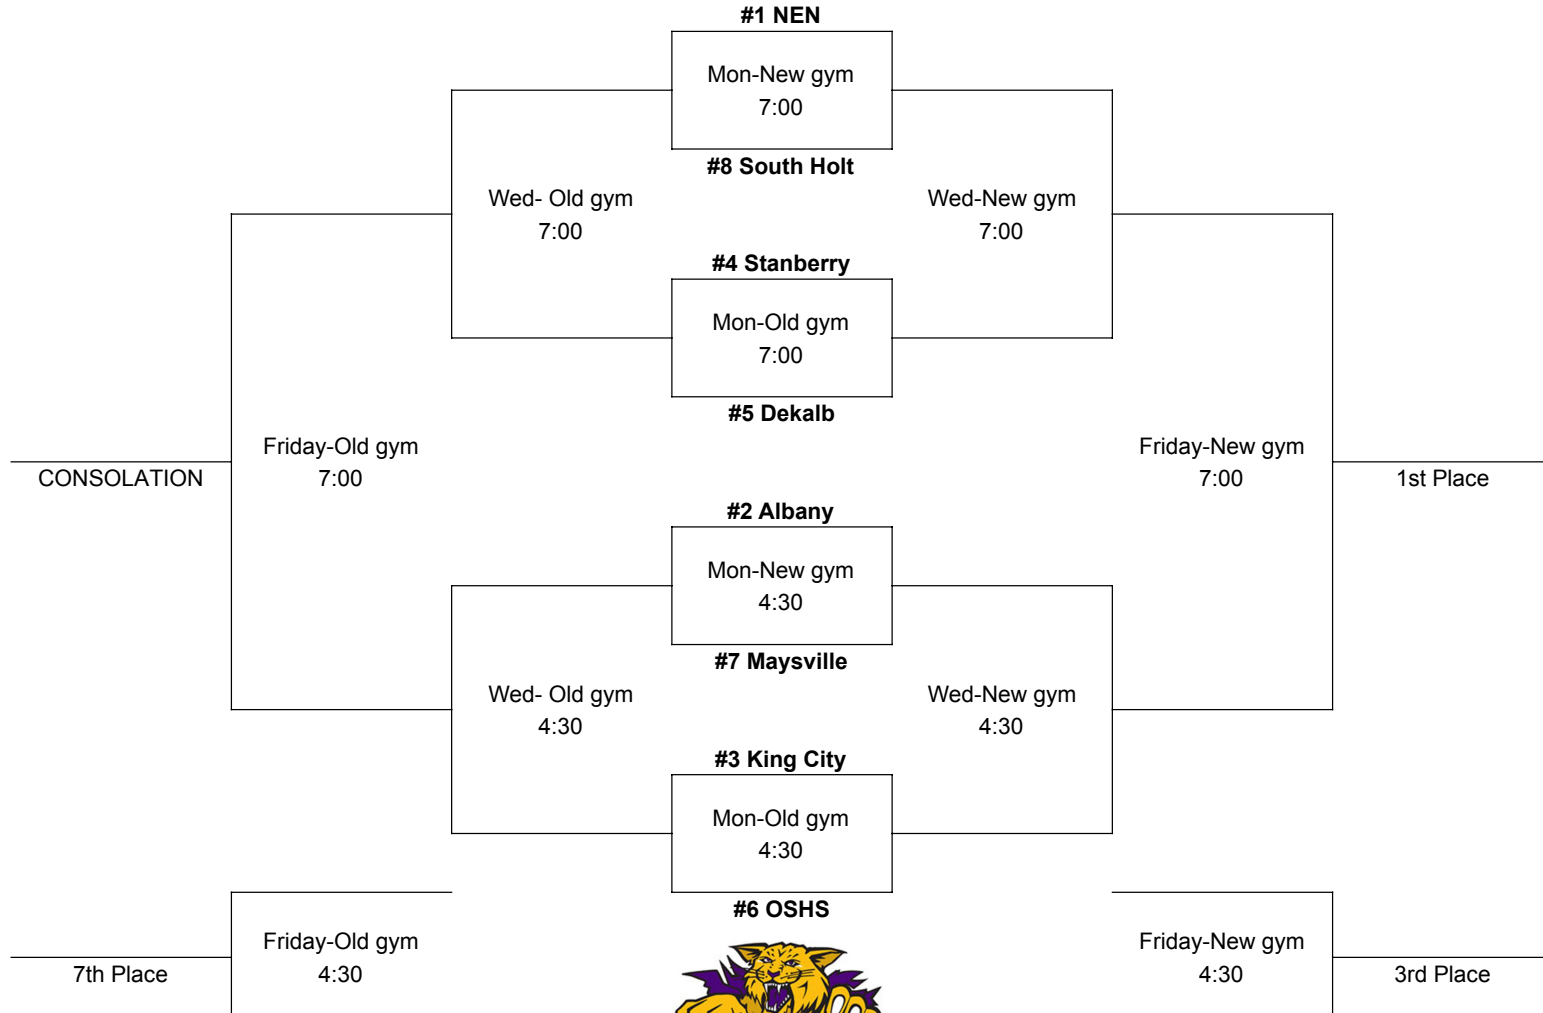 #1 NEN
Mon-New gym
7:00
#8 South Holt
Wed- Old gym
7:00
Wed-New gym
7:00
#4 Stanberry
Mon-Old gym
7:00
#5 Dekalb
Friday-Old gym
7:00
Friday-New gym
7:00
CONSOLATION
1st Place
#2 Albany
Mon-New gym
4:30
#7 Maysville
Wed- Old gym
4:30
Wed-New gym
4:30
#3 King City
Mon-Old gym
4:30
#6 OSHS
Friday-Old gym
4:30
Friday-New gym
4:30
7th Place
3rd Place